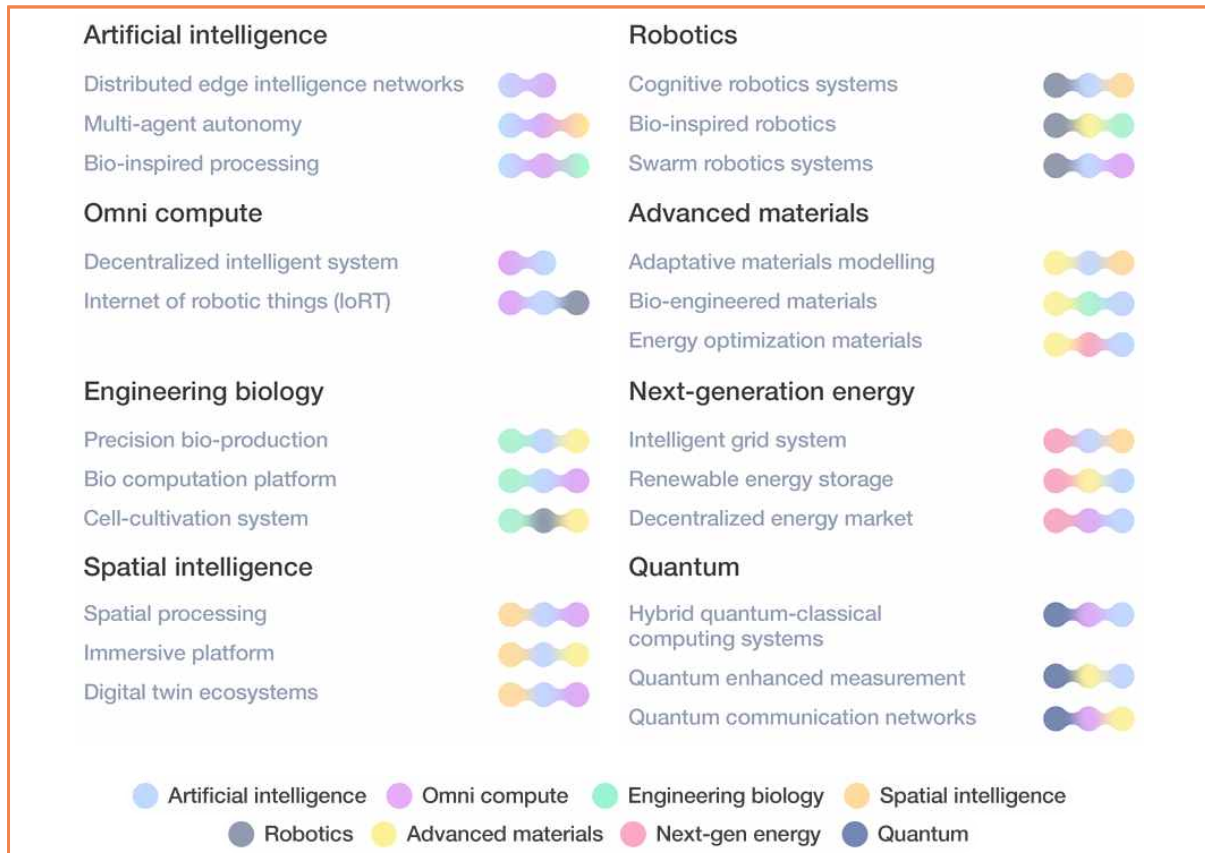 Artificial intelligence
Distributed edge intelligence networks
Multi-agent autonomy
Bio-inspired processing
Omni compute
Decentralized intelligent system
Internet of robotic things (IoRT)
Engineering biology
Precision bio-production
Bio computation platform
Cell-cultivation system
Spatial intelligence
Spatial processing
Immersive platform
Digital twin ecosystems
Robotics
Cognitive robotics systems
Bio-inspired robotics
Swarm robotics systems
Advanced materials
Adaptative materials modelling
Bio-engineered materials
Energy optimization materials
Next-generation energy
Intelligent grid system
Renewable energy storage
Decentralized energy market
Quantum
Hybrid quantum-classical
computing systems
Quantum enhanced measurement
Quantum communication networks
Artificial intelligence Omni compute Engineering biology Spatial intelligence
Robotics Advanced materials Next-gen energy Quantum